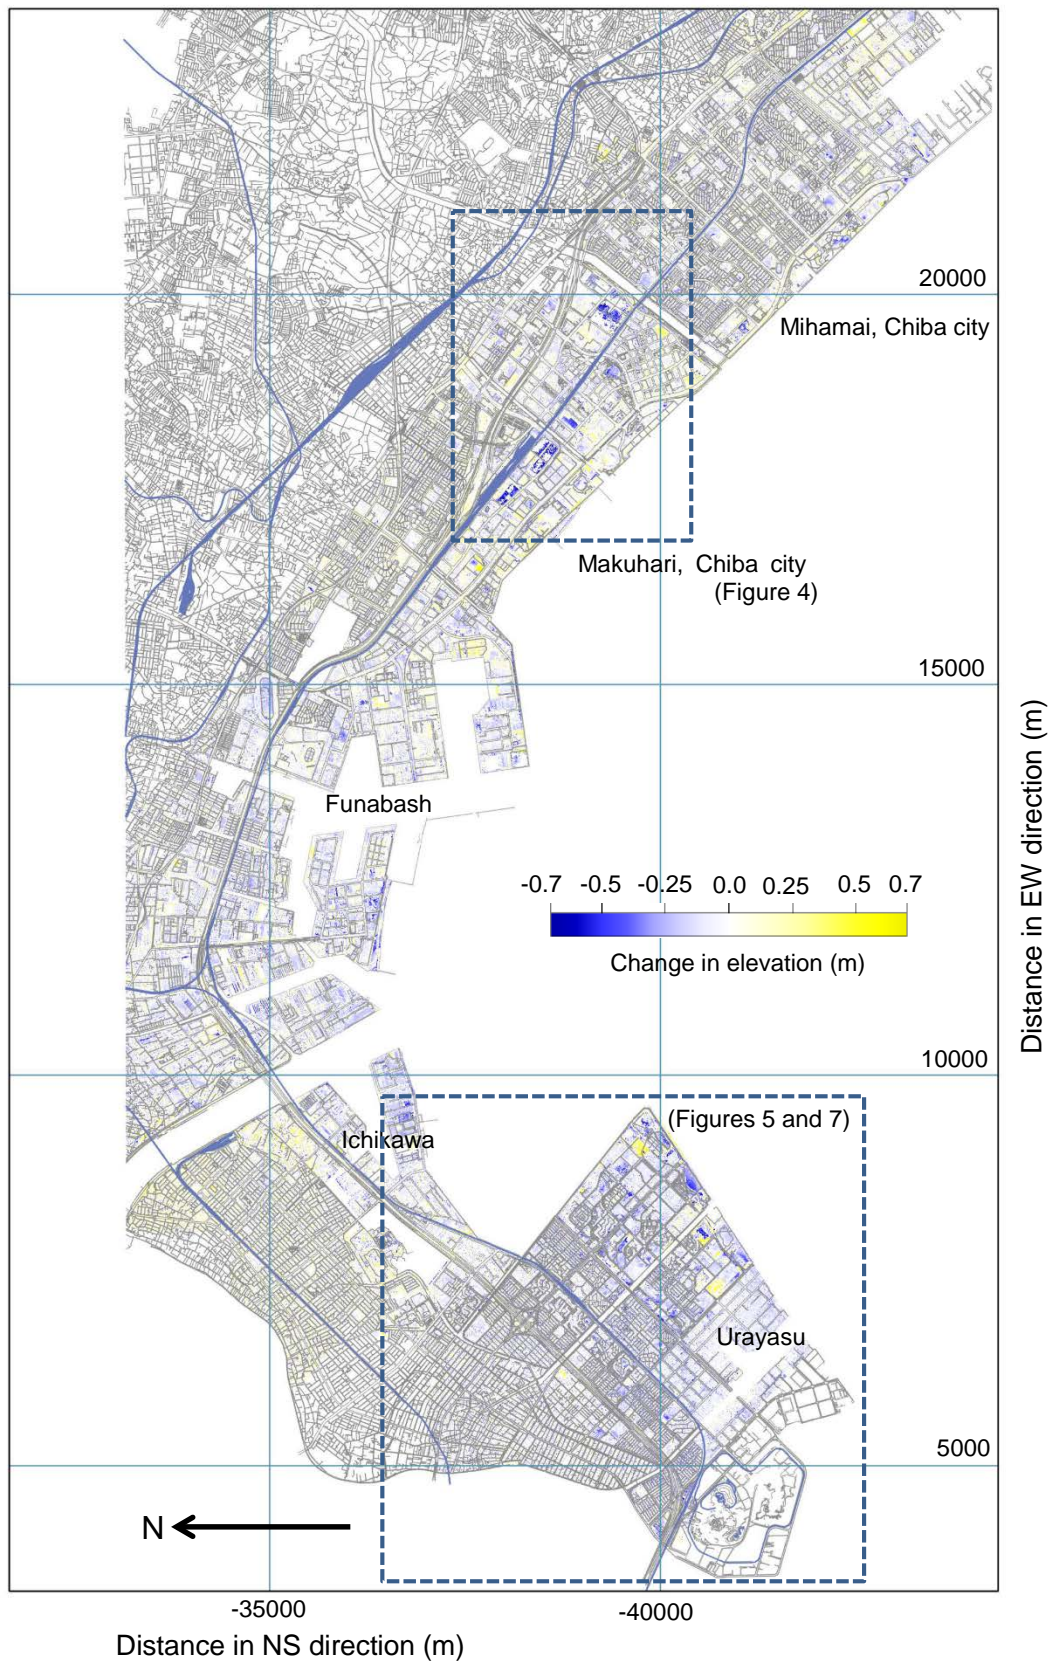 20000
Mihamai, Chiba city
Makuhari, Chiba city
(Figure 4)
15000
Distance in EW direction (m)
Funabash
-0.7 -0.5 -0.25 0.0 0.25 0.5 0.7
Change in elevation (m)
10000
(Figures 5 and 7)
Ichikawa
Urayasu
5000
N
-35000 -40000
Distance in NS direction (m)